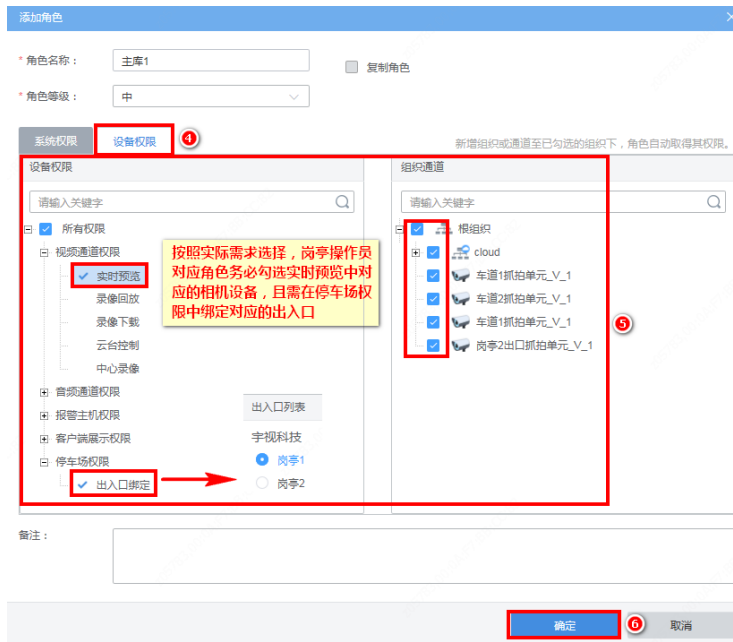 添加角色
* 角色名称：
主库1
复制角色
* 角色等级：
中
系统权限
设备权限
4
新增组织或通道至已勾选的组织下，角色自动取得其权限。
设备权限
请输入关键字
所有权限
视频通道权限
实时预览
录像回放
录像下载
云台控制
中心录像
音频通道权限
报警主机权限
客户端展示权限
停车场权限
出入口绑定
按照实际需求选择，岗亭操作员
对应角色务必勾选实时预览中对
应的相机设备，且需在停车场权
限中绑定对应的出入口
出入口列表
宇视科技
岗亭1
岗亭2
组织通道
请输入关键字
根组织
cloud
车道1抓拍单元_V_1
车道2抓拍单元_V_1
车道1抓拍单元_V_1
岗亭2出口抓拍单元_V_1
5
备注：
确定
6
取消